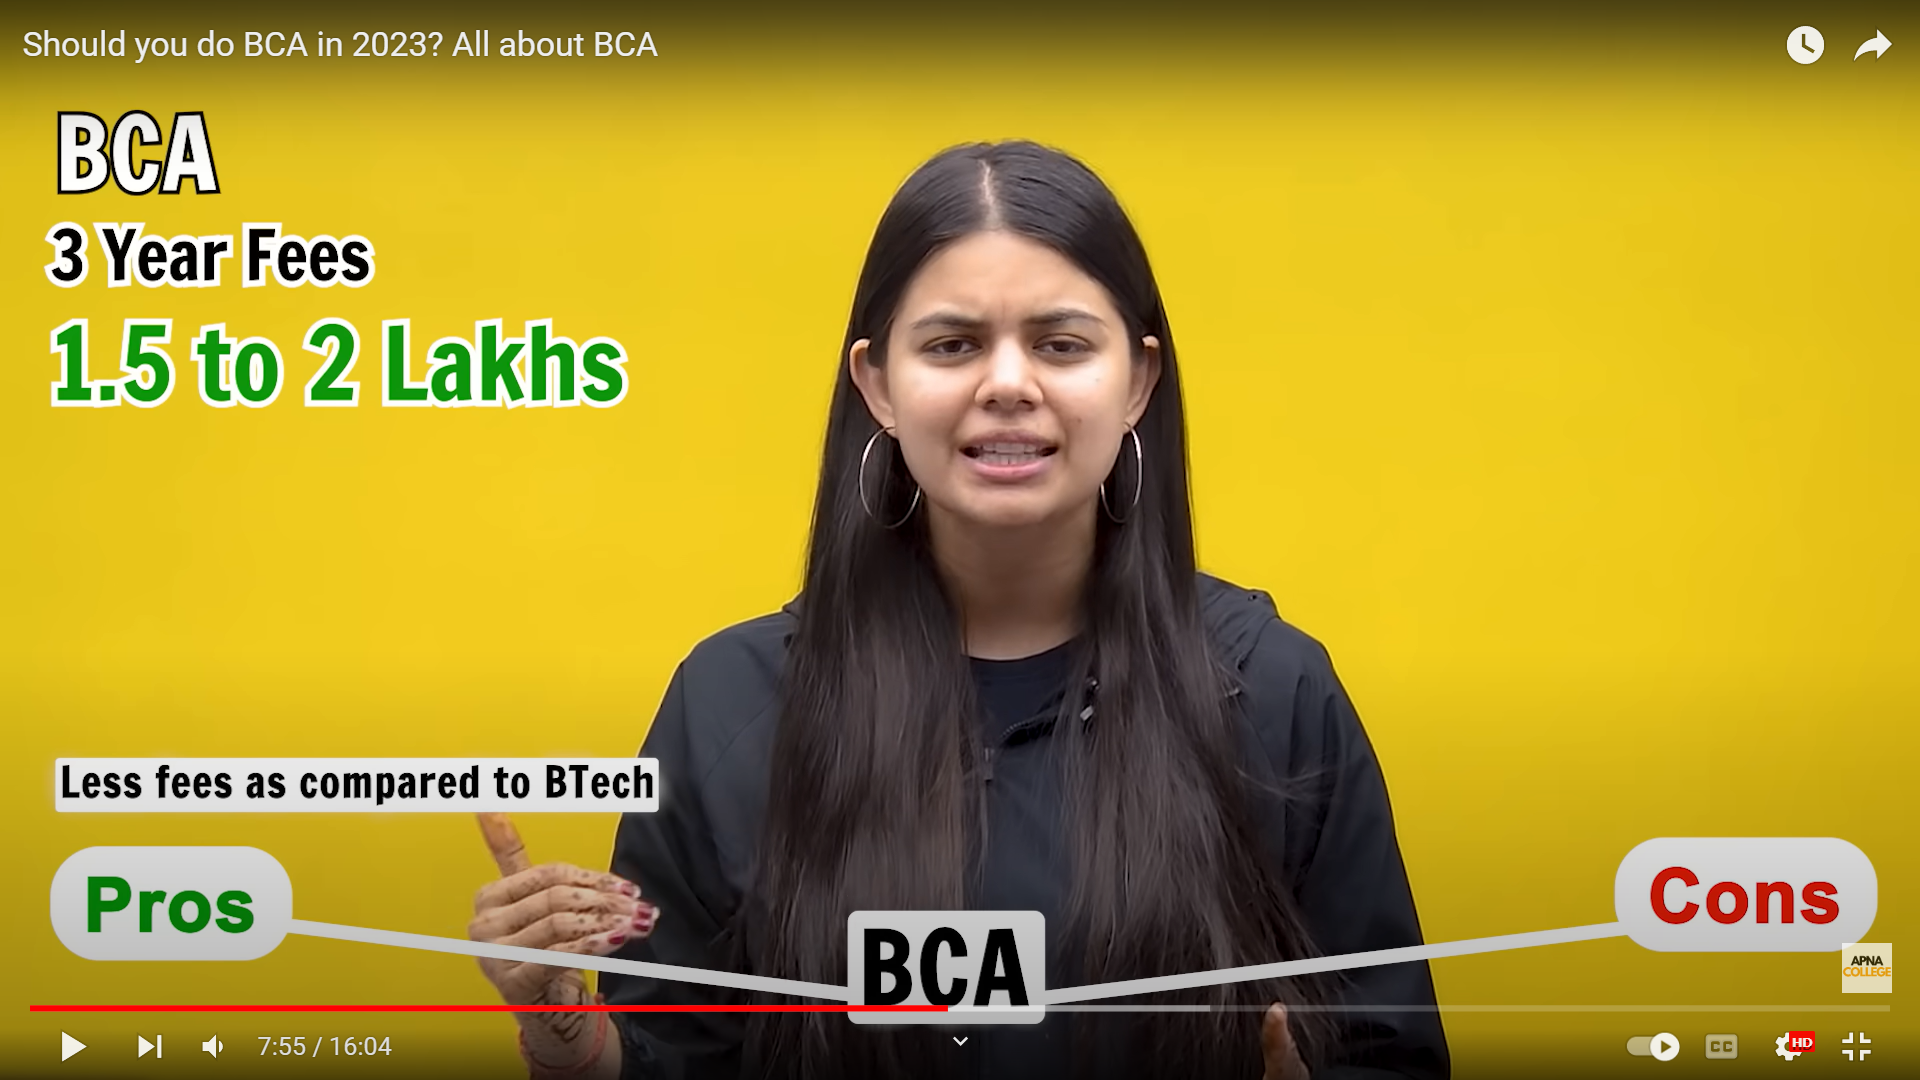 Should you do BCA in 2023? All about BCA
BCA
3 Year Fees
1.5 to 2 Lakhs
Less fees as compared to BTech
Pros
Cons
BCA
APNA
COLLEGE
7:55 / 16:04
CC
HD